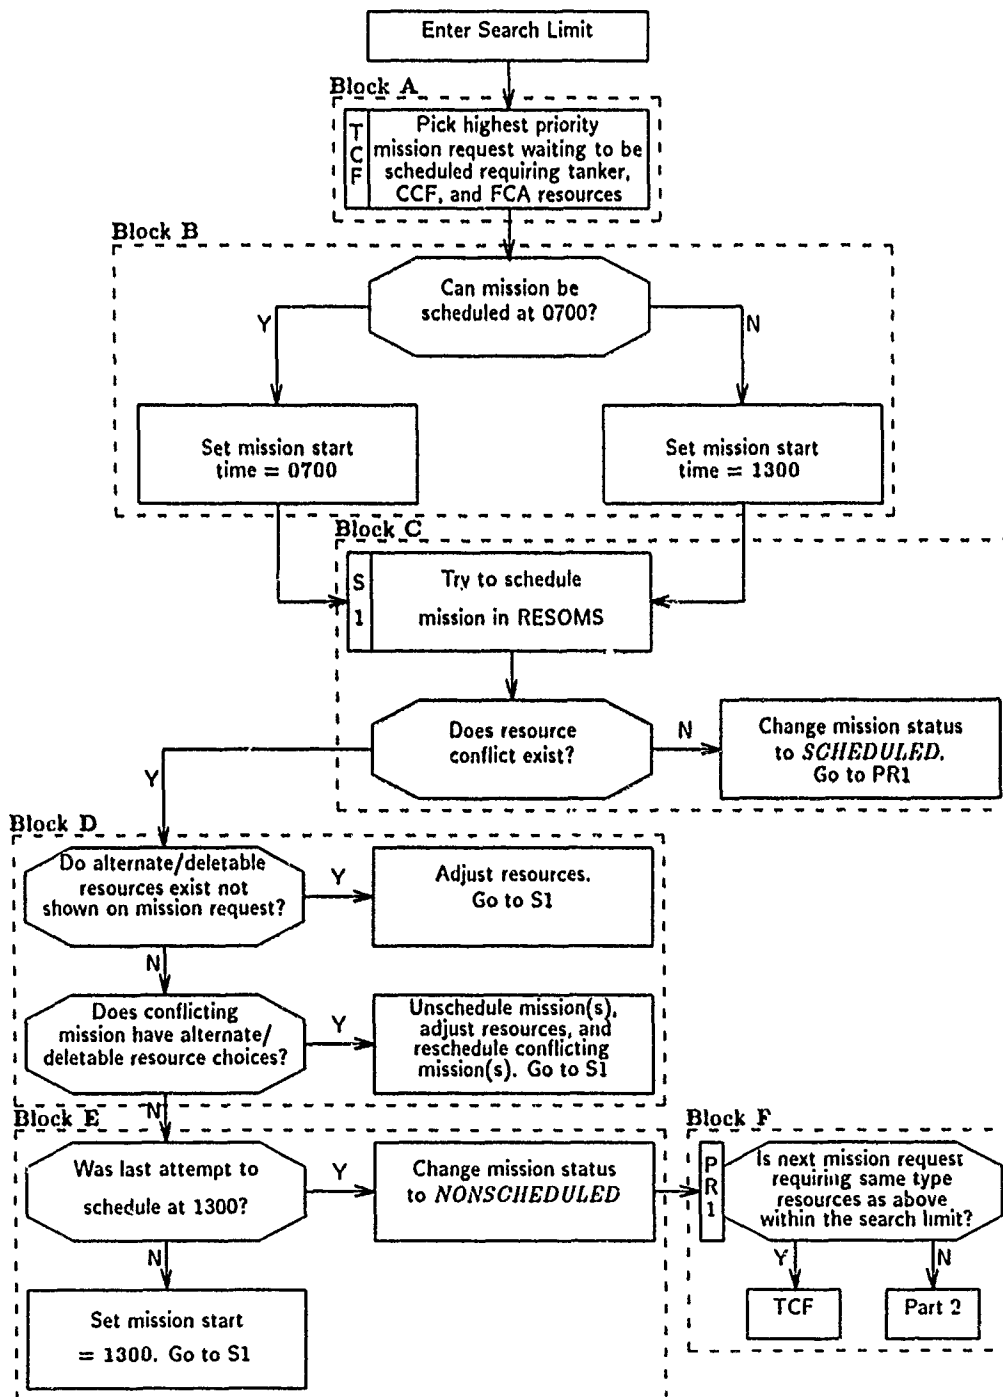 Enter Search Limit
Block A
TCF
Pick highest priority
mission request waiting to be
scheduled requiring tanker,
CCF, and FCA resources
Block B
Can mission be
scheduled at 0700?
Y
N
Set mission start
time = 0700
Set mission start
time = 1300
Block C
S1
Try to schedule
mission in RESOMS
Does resource
conflict exist?
N
Change mission status
to SCHEDULED.
Go to PR1
Y
Block D
Do alternate/deletable
resources exist not
shown on mission request?
Y
Adjust resources.
Go to S1
N
Does conflicting
mission have alternate/
deletable resource choices?
Y
Unschedule mission(s),
adjust resources, and
reschedule conflicting
mission(s). Go to S1
N
Block E
Was last attempt to
schedule at 1300?
Y
Change mission status
to NONSCHEDULED
N
Set mission start
= 1300. Go to S1
Block F
PR1
Is next mission request
requiring same type
resources as above
within the search limit?
Y
N
TCF
Part 2